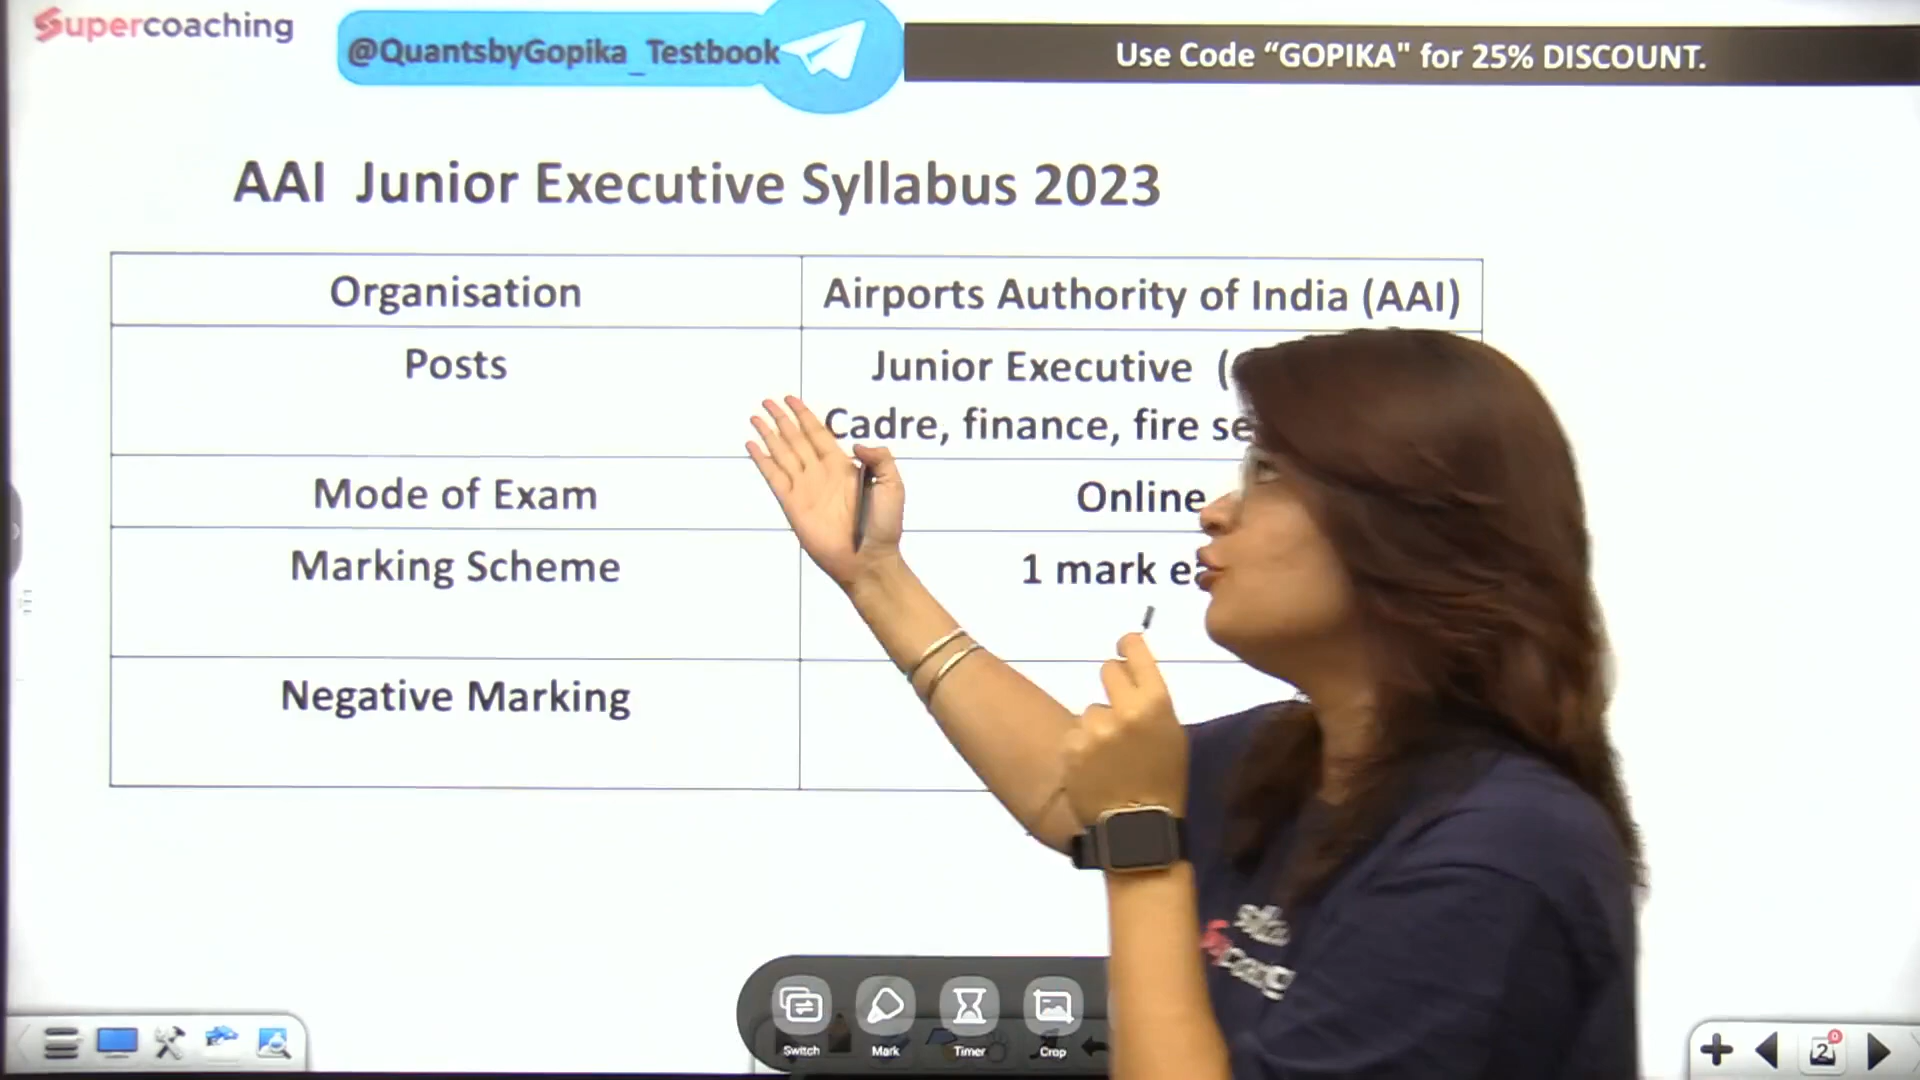 Supercoaching
@QuantsbyGopika_Testbook
Use Code “GOPIKA" for 25% DISCOUNT.
AAI Junior Executive Syllabus 2023
Organisation
Airports Authority of India (AAI)
Posts
Junior Executive (
Cadre, finance, fire se
Mode of Exam
Online
Marking Scheme
1 mark e
Negative Marking
Switch
Mark
Timer
Crop
2
0